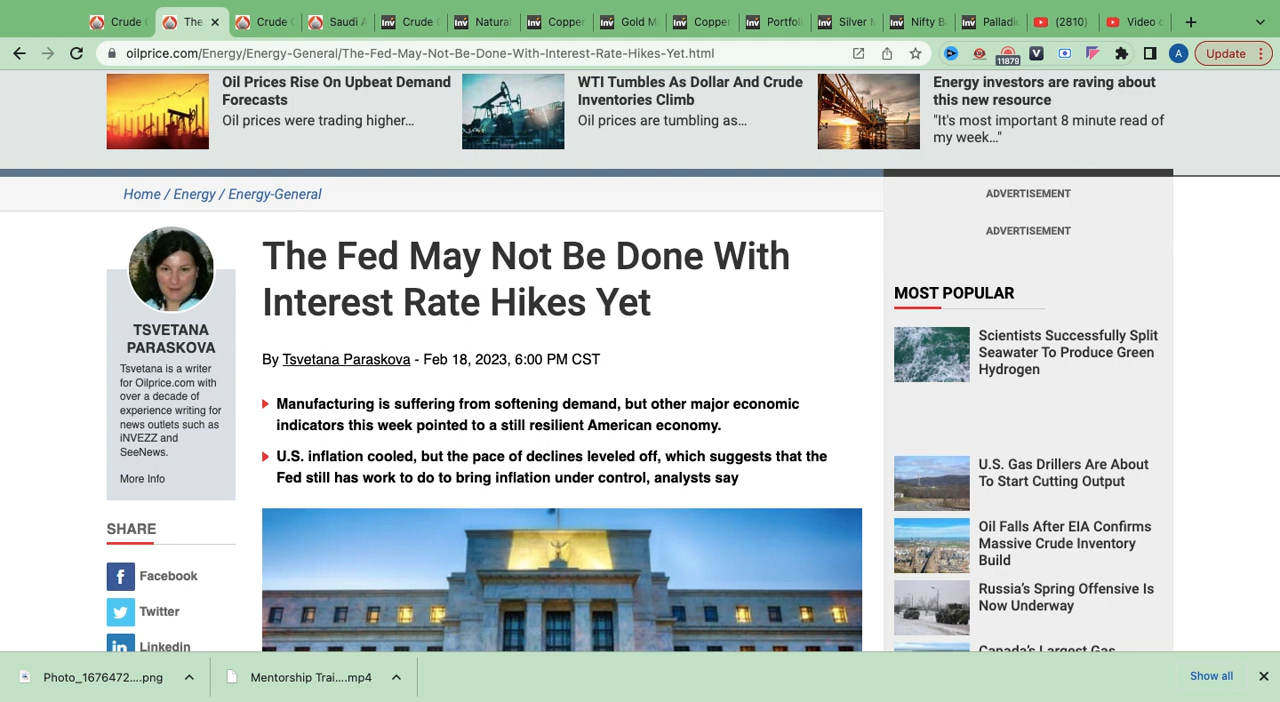 Crude
The
Crude
Saudi
Crude
Natural
Copper
Gold M
Copper
Portfoli
Silver
Nifty B
Palladi
(2810)
Video
oilprice.com/Energy/Energy-General/The-Fed-May-Not-Be-Done-With-Interest-Rate-Hikes-Yet.html
11879
V
A
Update
Oil Prices Rise On Upbeat Demand
Forecasts
Oil prices were trading higher...
WTI Tumbles As Dollar And Crude
Inventories Climb
Oil prices are tumbling as...
Energy investors are raving about
this new resource
"It's most important 8 minute read of
my week..."
Home / Energy / Energy-General
ADVERTISEMENT
ADVERTISEMENT
The Fed May Not Be Done With
Interest Rate Hikes Yet
By Tsvetana Paraskova - Feb 18, 2023, 6:00 PM CST
TSVETANA
PARASKOVA
Tsvetana is a writer
for Oilprice.com with
over a decade of
experience writing for
news outlets such as
iNVEZZ and
SeeNews.
More Info
Manufacturing is suffering from softening demand, but other major economic
indicators this week pointed to a still resilient American economy.
U.S. inflation cooled, but the pace of declines leveled off, which suggests that the
Fed still has work to do to bring inflation under control, analysts say
SHARE
Facebook
Twitter
Linkedin
MOST POPULAR
Scientists Successfully Split
Seawater To Produce Green
Hydrogen
U.S. Gas Drillers Are About
To Start Cutting Output
Oil Falls After EIA Confirms
Massive Crude Inventory
Build
Russia's Spring Offensive Is
Now Underway
Canada's Largest Gas
Photo_1676472....png
Mentorship Trai....mp4
Show all